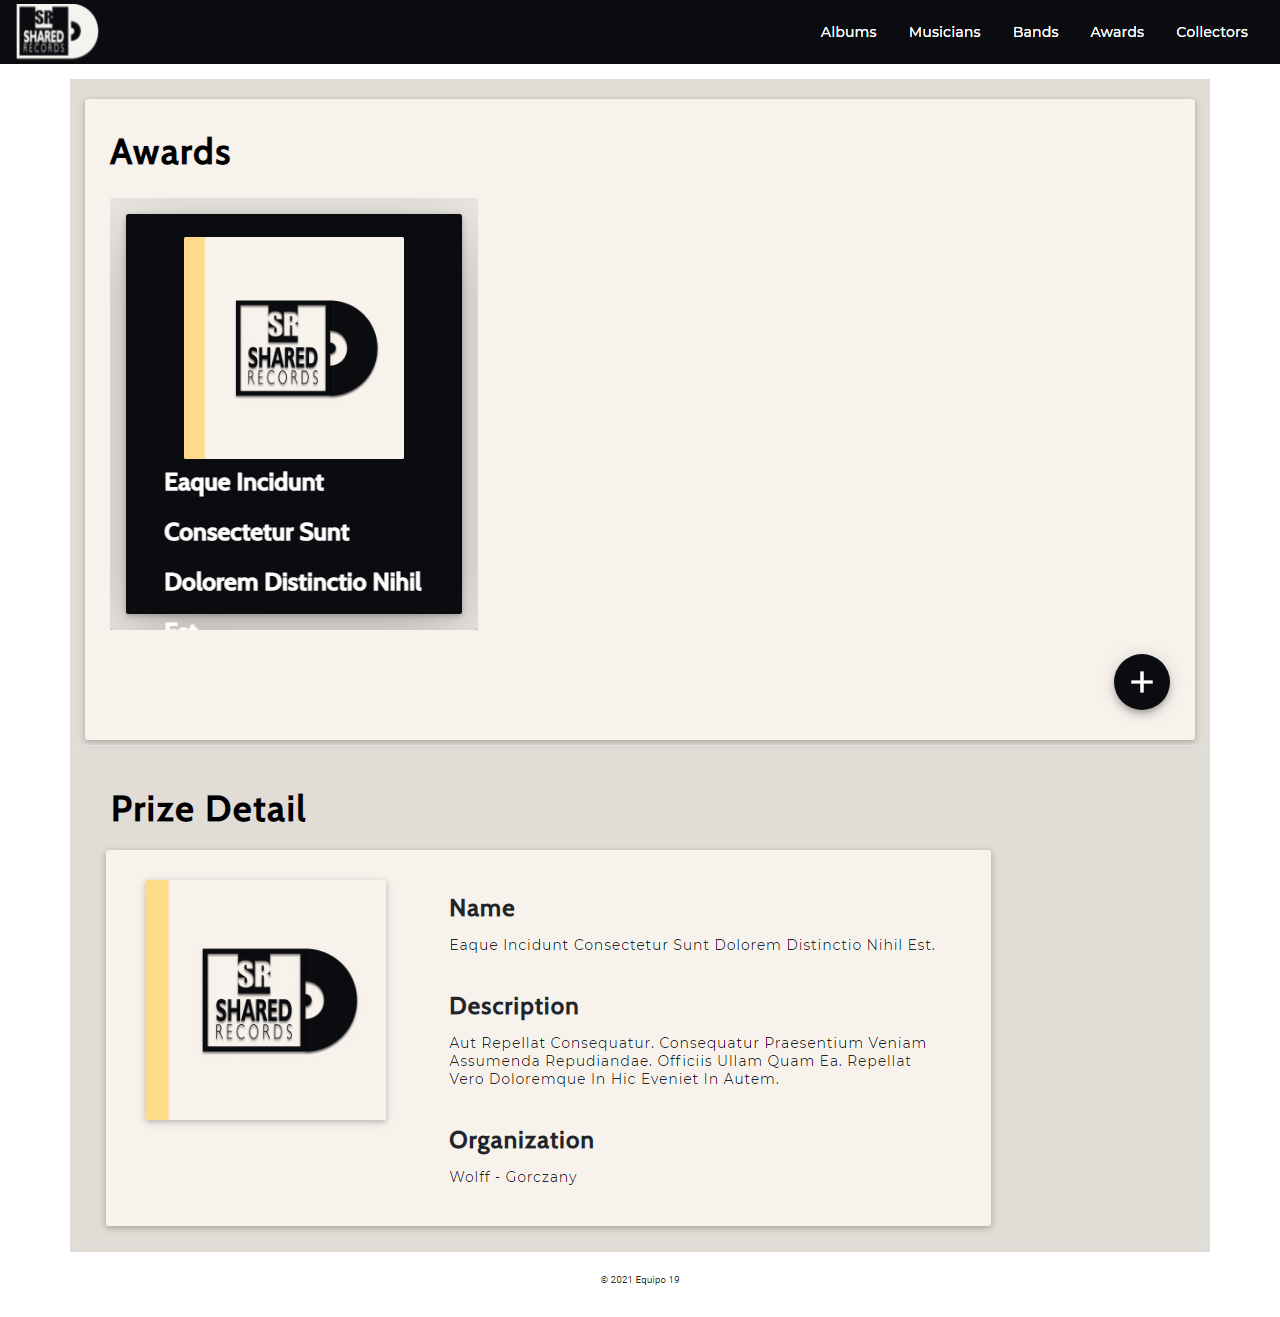 SR
SHARED
RECORDS
Albums
Musicians
Bands
Awards
Collectors
Awards
SR
SHARED
RECORDS
Eaque Incidunt
Consectetur Sunt
Dolorem Distinctio Nihil
Est.
Prize Detail
SR
SHARED
RECORDS
Name
Eaque Incidunt Consectetur Sunt Dolorem Distinctio Nihil Est.
Description
Aut Repellat Consequatur. Consequatur Praesentium Veniam
Assumenda Repudiandae. Officiis Ullam Quam Ea. Repellat
Vero Doloremque In Hic Eveniet In Autem.
Organization
Wolff - Gorczany
© 2021 Equipo 19